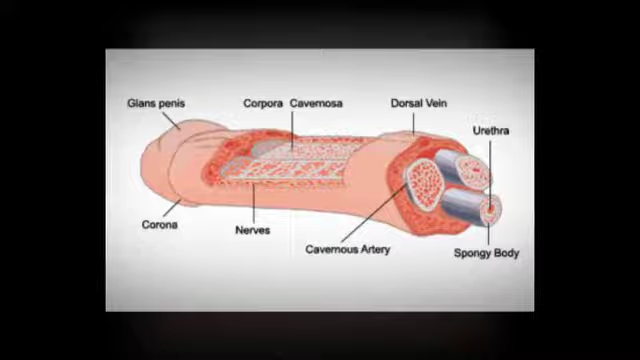 Glans penis
Corpora Cavernosa
Dorsal Vein
Urethra
Corona
Nerves
Cavernous Artery
Spongy Body